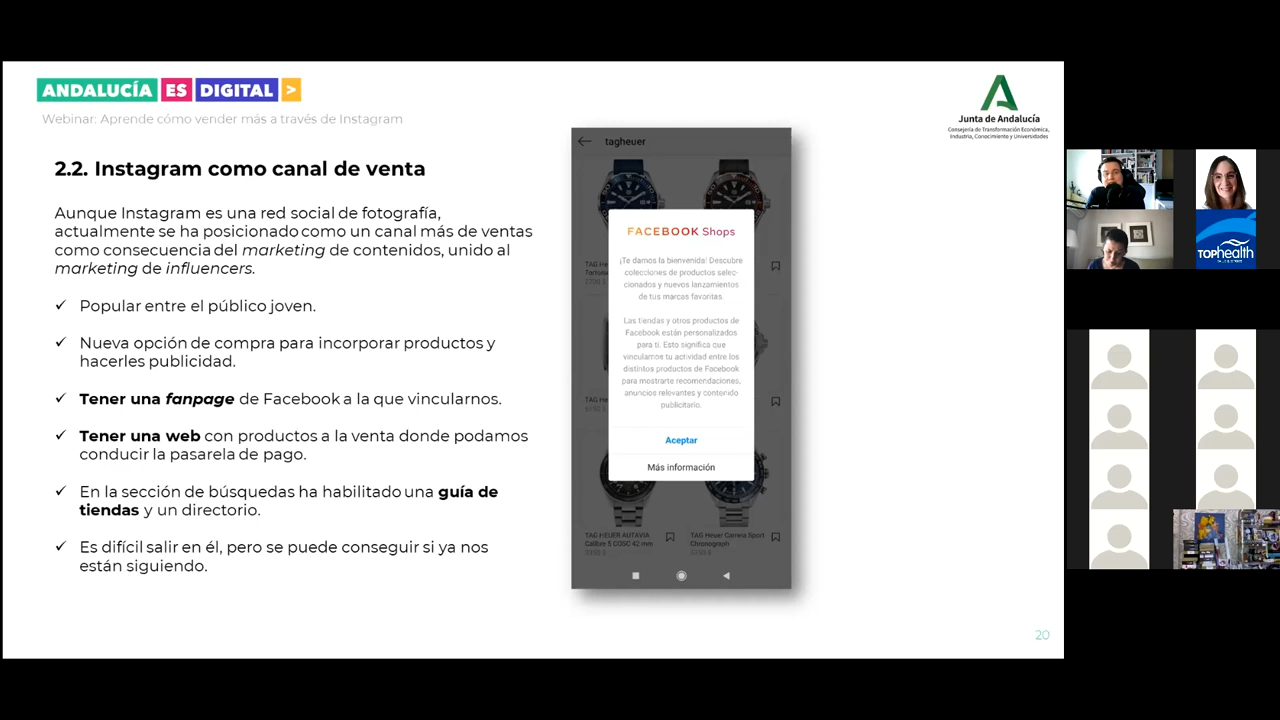 ANDALUCÍA ES DIGITAL >
Webinar: Aprende cómo vender más a través de Instagram
Junta de Andalucía
Consejería de Transformación Económica,
Industria, Conocimiento y Universidades
2.2. Instagram como canal de venta
Aunque Instagram es una red social de fotografía,
actualmente se ha posicionado como un canal más de ventas
como consecuencia del marketing de contenidos, unido al
marketing de influencers.
✓ Popular entre el público joven.
✓ Nueva opción de compra para incorporar productos y
hacerles publicidad.
✓ Tener una fanpage de Facebook a la que vincularnos.
✓ Tener una web con productos a la venta donde podamos
conducir la pasarela de pago.
✓ En la sección de búsquedas ha habilitado una guía de
tiendas y un directorio.
✓ Es difícil salir en él, pero se puede conseguir si ya nos
están siguiendo.
tagheuer
FACEBOOK Shops
¡Te damos la bienvenida! Descubre
colecciones de productos selec-
cionados y nuevos lanzamientos
de tus marcas favoritas.
Las tiendas y otros productos de
Facebook están personalizados
para ti. Esto significa que
vinculamos tu actividad entre los
distintos productos de Facebook
para mostrarte recomendaciones,
anuncios relevantes y contenido
publicitario.
Aceptar
Más información
TAG HEUER AUTAVIA
Calibre 5 COSC 42 mm
TAG Heuer Carrera Sport
Chronograph
20
TOPhealth